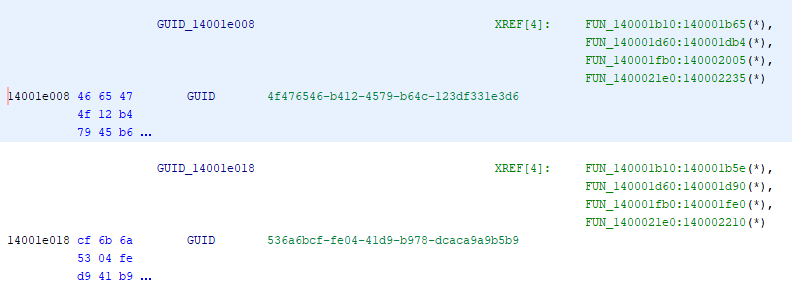 GUID_14001e008 XREF[4]: FUN_140001b10:140001b65(*),
FUN_140001d60:140001db4(*),
FUN_140001fb0:140002005(*),
FUN_1400021e0:140002235(*)
14001e008 46 65 47 GUID 4f476546-b412-4579-b64c-123df331e3d6
4f 12 b4
79 45 b6 ...
GUID_14001e018 XREF[4]: FUN_140001b10:140001b5e(*),
FUN_140001d60:140001d90(*),
FUN_140001fb0:140001fe0(*),
FUN_1400021e0:140002210(*)
14001e018 cf 6b 6a GUID 536a6bcf-fe04-41d9-b978-dcaca9a9b5b9
53 04 fe
d9 41 b9 ...